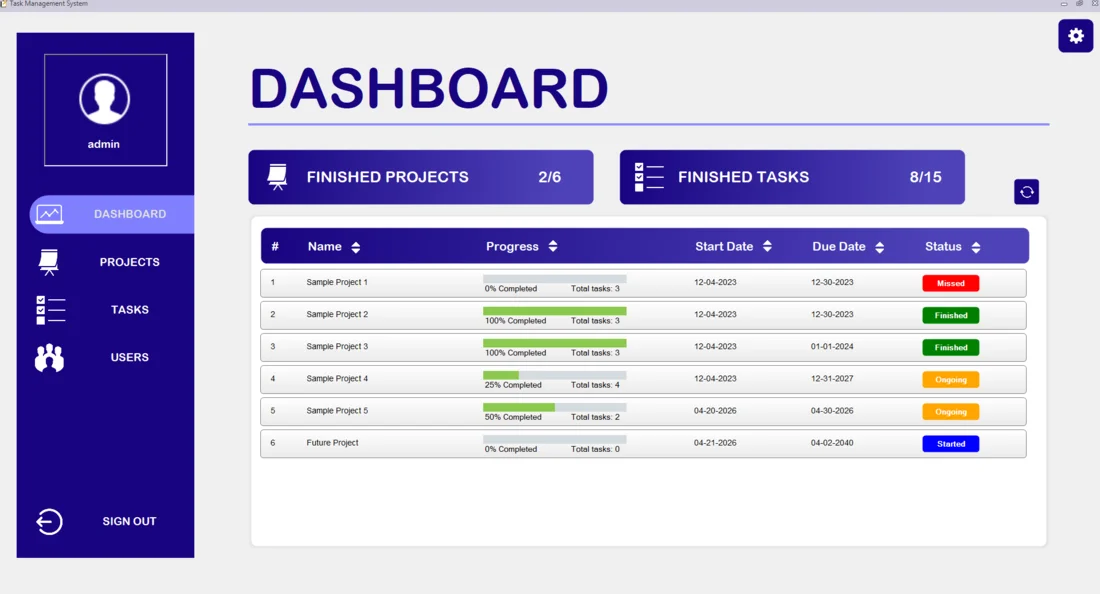 Task Management System
admin
DASHBOARD
PROJECTS
TASKS
USERS
SIGN OUT
DASHBOARD
FINISHED PROJECTS 2/6
FINISHED TASKS 8/15
# Name Progress Start Date Due Date Status
1 Sample Project 1 0% Completed Total tasks: 3 12-04-2023 12-30-2023 Missed
2 Sample Project 2 100% Completed Total tasks: 3 12-04-2023 12-30-2023 Finished
3 Sample Project 3 100% Completed Total tasks: 3 12-04-2023 01-01-2024 Finished
4 Sample Project 4 25% Completed Total tasks: 4 12-04-2023 12-31-2027 Ongoing
5 Sample Project 5 50% Completed Total tasks: 2 04-20-2026 04-30-2026 Ongoing
6 Future Project 0% Completed Total tasks: 0 04-21-2026 04-02-2040 Started